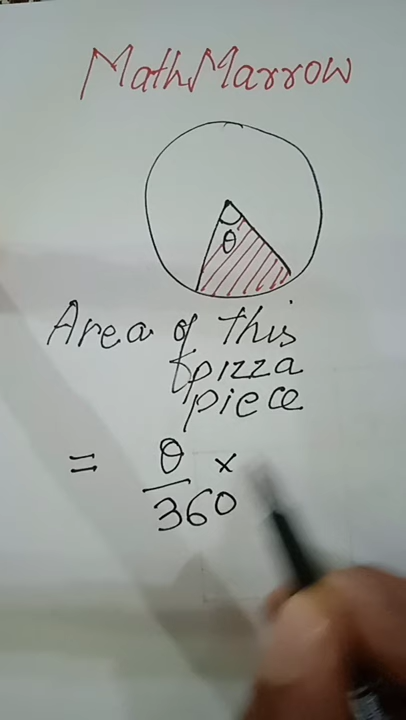 MathMarrow
θ
Area of this
pizza
piece
= θ/360 ×